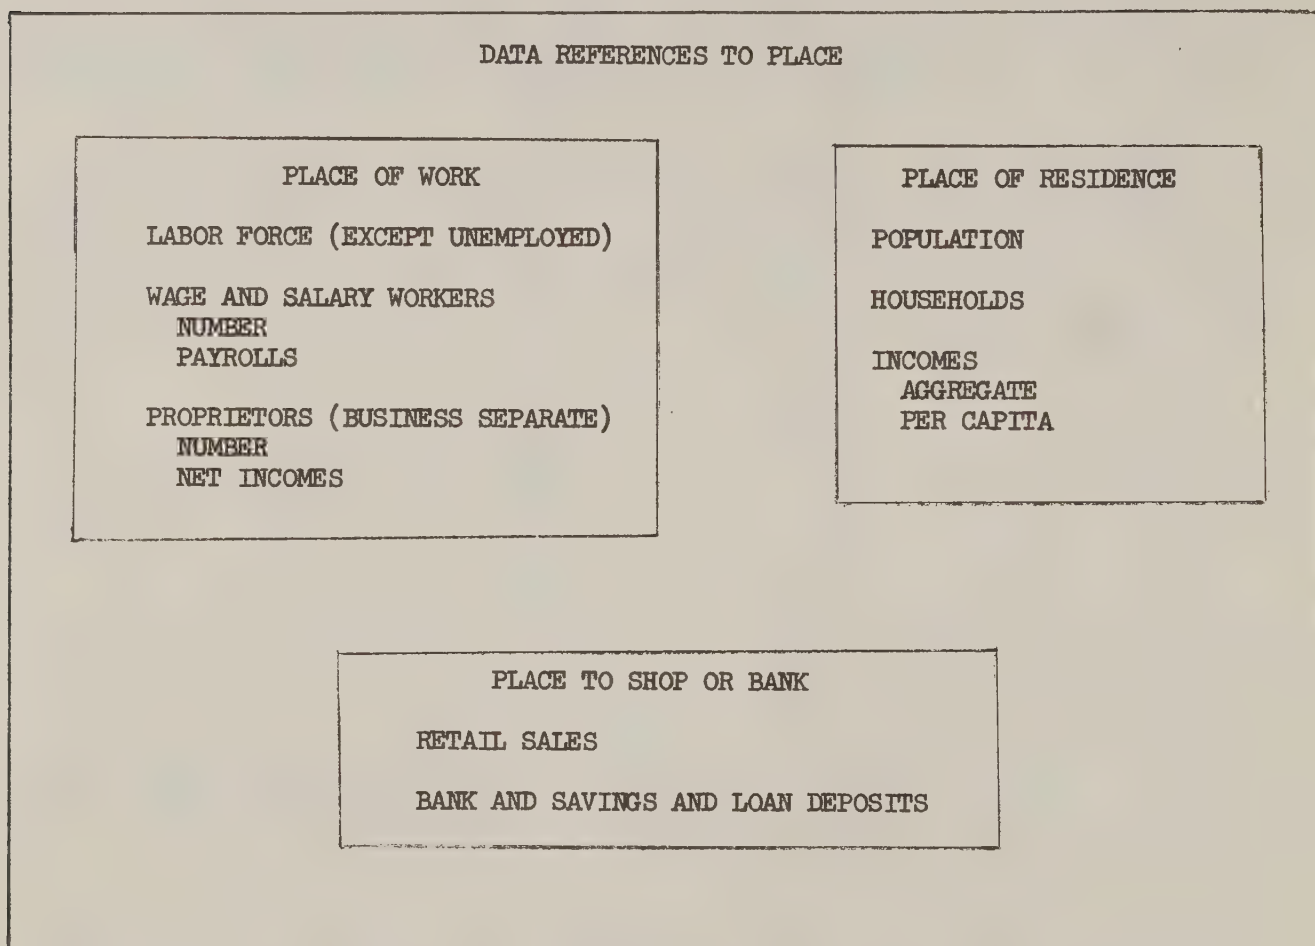 DATA REFERENCES TO PLACE
PLACE OF WORK
LABOR FORCE (EXCEPT UNEMPLOYED)
WAGE AND SALARY WORKERS
NUMBER
PAYROLLS
PROPRIETORS (BUSINESS SEPARATE)
NUMBER
NET INCOMES
PLACE OF RESIDENCE
POPULATION
HOUSEHOLDS
INCOMES
AGGREGATE
PER CAPITA
PLACE TO SHOP OR BANK
RETAIL SALES
BANK AND SAVINGS AND LOAN DEPOSITS